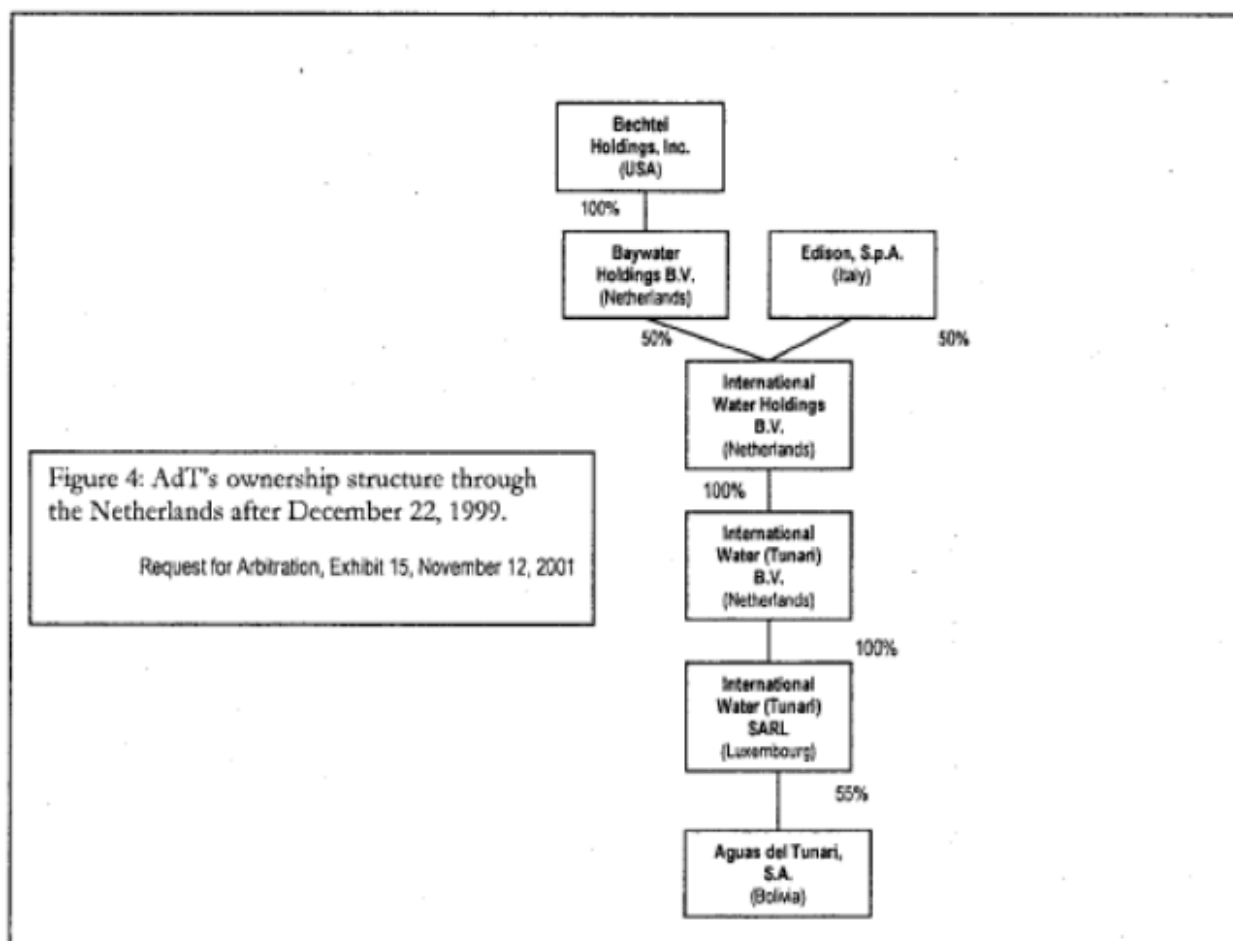 Bechtel
Holdings, Inc.
(USA)
100%
Baywater
Holdings B.V.
(Netherlands)
Edison, S.p.A.
(Italy)
50%
50%
International
Water Holdings
B.V.
(Netherlands)
Figure 4: AdT's ownership structure through
the Netherlands after December 22, 1999.
Request for Arbitration, Exhibit 15, November 12, 2001
100%
International
Water (Tunari)
B.V.
(Netherlands)
100%
International
Water (Tunari)
SARL
(Luxembourg)
55%
Aguas del Tunari,
S.A.
(Bolivia)